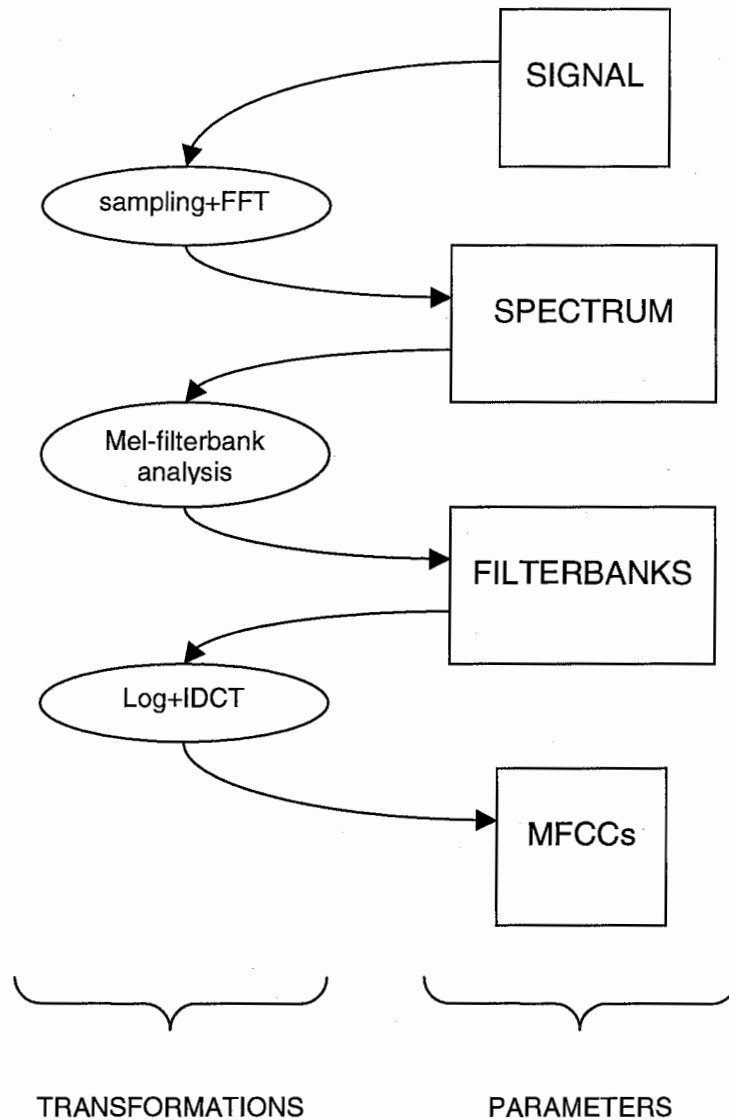 SIGNAL
sampling+FFT
SPECTRUM
Mel-filterbank
analysis
FILTERBANKS
Log+IDCT
MFCCs
TRANSFORMATIONS
PARAMETERS